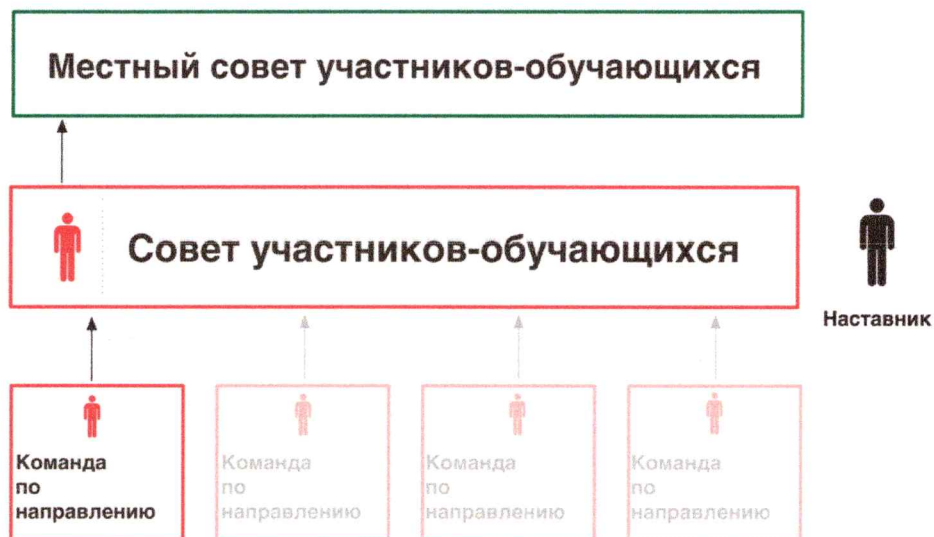 Местный совет участников-обучающихся
Совет участников-обучающихся
Наставник
Команда
по
направлению
Команда
по
направлению
Команда
по
направлению
Команда
по
направлению